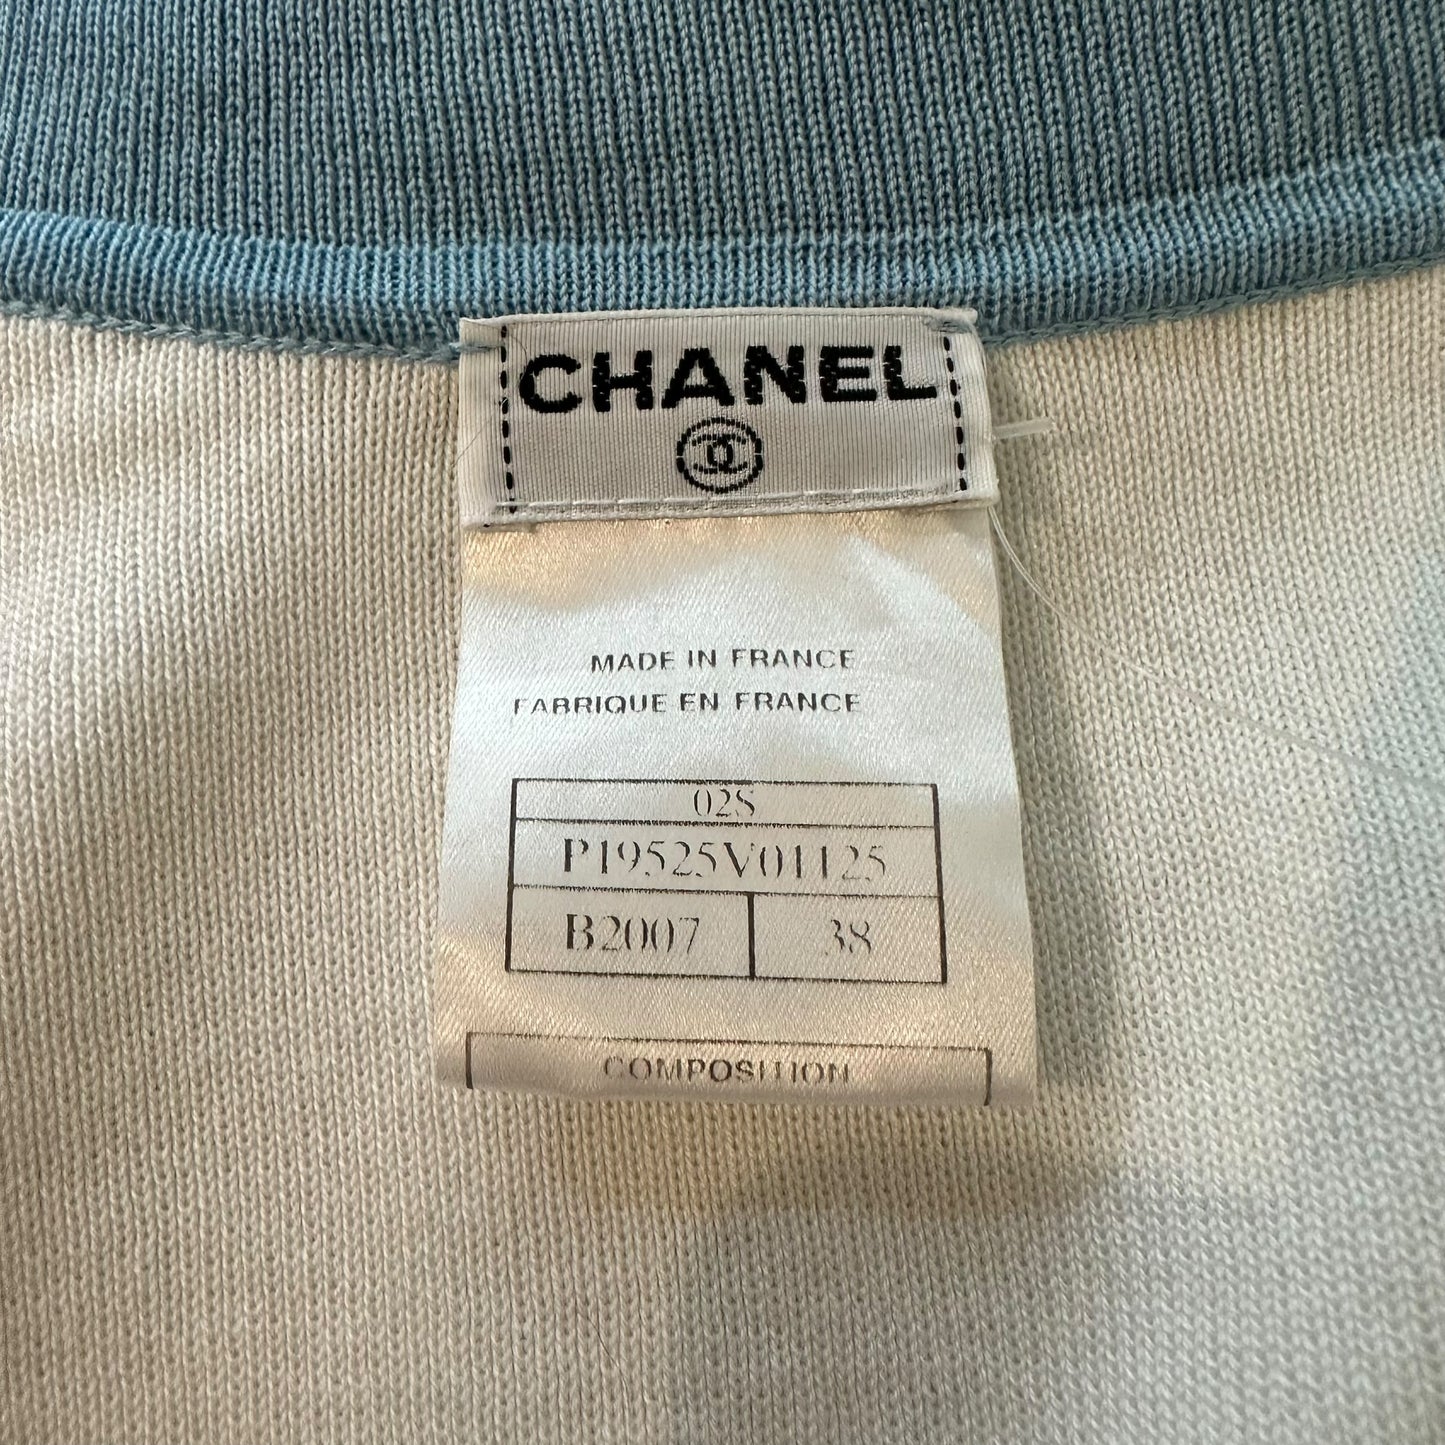 CHANEL
MADE IN FRANCE
FABRIQUE EN FRANCE
02S
P19525V01125
B2007 38
COMPOSITION